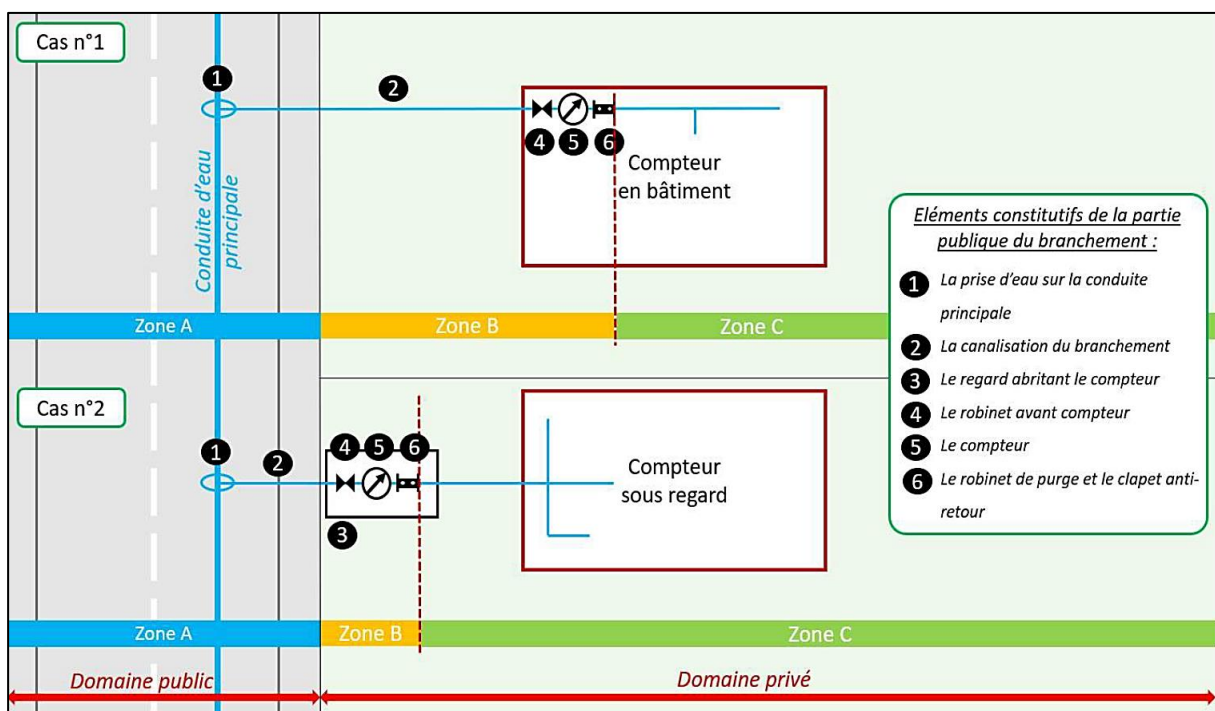 Cas n°1
1
2
4
5
6
Conduite d'eau
principale
Compteur
en bâtiment
Zone A
Zone B
Zone C
Eléments constitutifs de la partie
publique du branchement :
1 La prise d'eau sur la conduite
principale
2 La canalisation du branchement
3 Le regard abritant le compteur
4 Le robinet avant compteur
5 Le compteur
6 Le robinet de purge et le clapet anti-
retour
Cas n°2
1
2
4
5
6
3
Compteur
sous regard
Zone A
Zone B
Zone C
Domaine public
Domaine privé